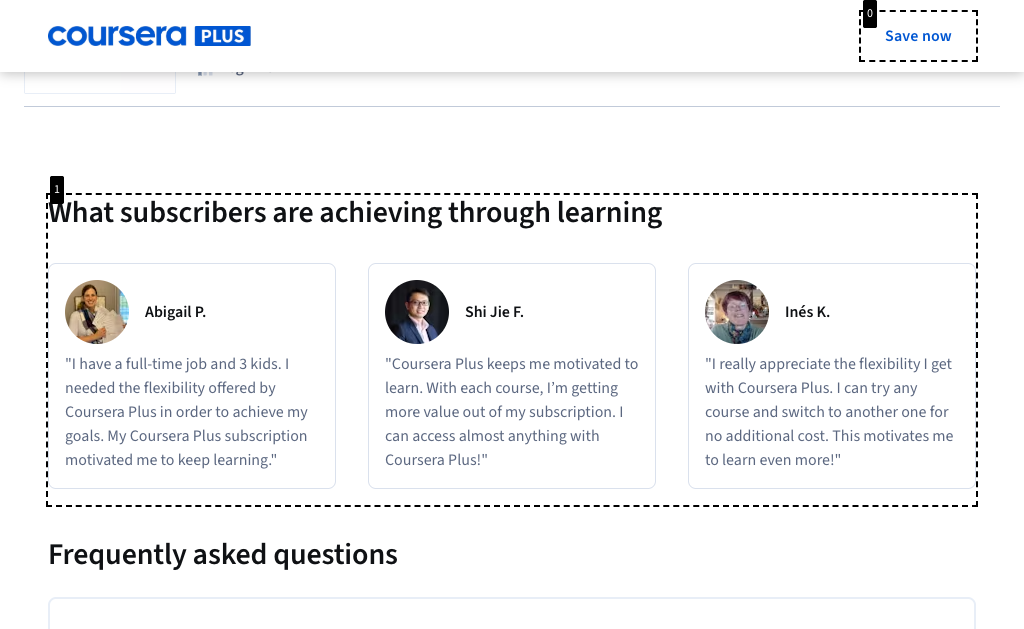 coursera PLUS
0
Save now
1
What subscribers are achieving through learning
Abigail P.
"I have a full-time job and 3 kids. I
needed the flexibility offered by
Coursera Plus in order to achieve my
goals. My Coursera Plus subscription
motivated me to keep learning."
Shi Jie F.
"Coursera Plus keeps me motivated to
learn. With each course, I’m getting
more value out of my subscription. I
can access almost anything with
Coursera Plus!"
Inés K.
"I really appreciate the flexibility I get
with Coursera Plus. I can try any
course and switch to another one for
no additional cost. This motivates me
to learn even more!"
Frequently asked questions